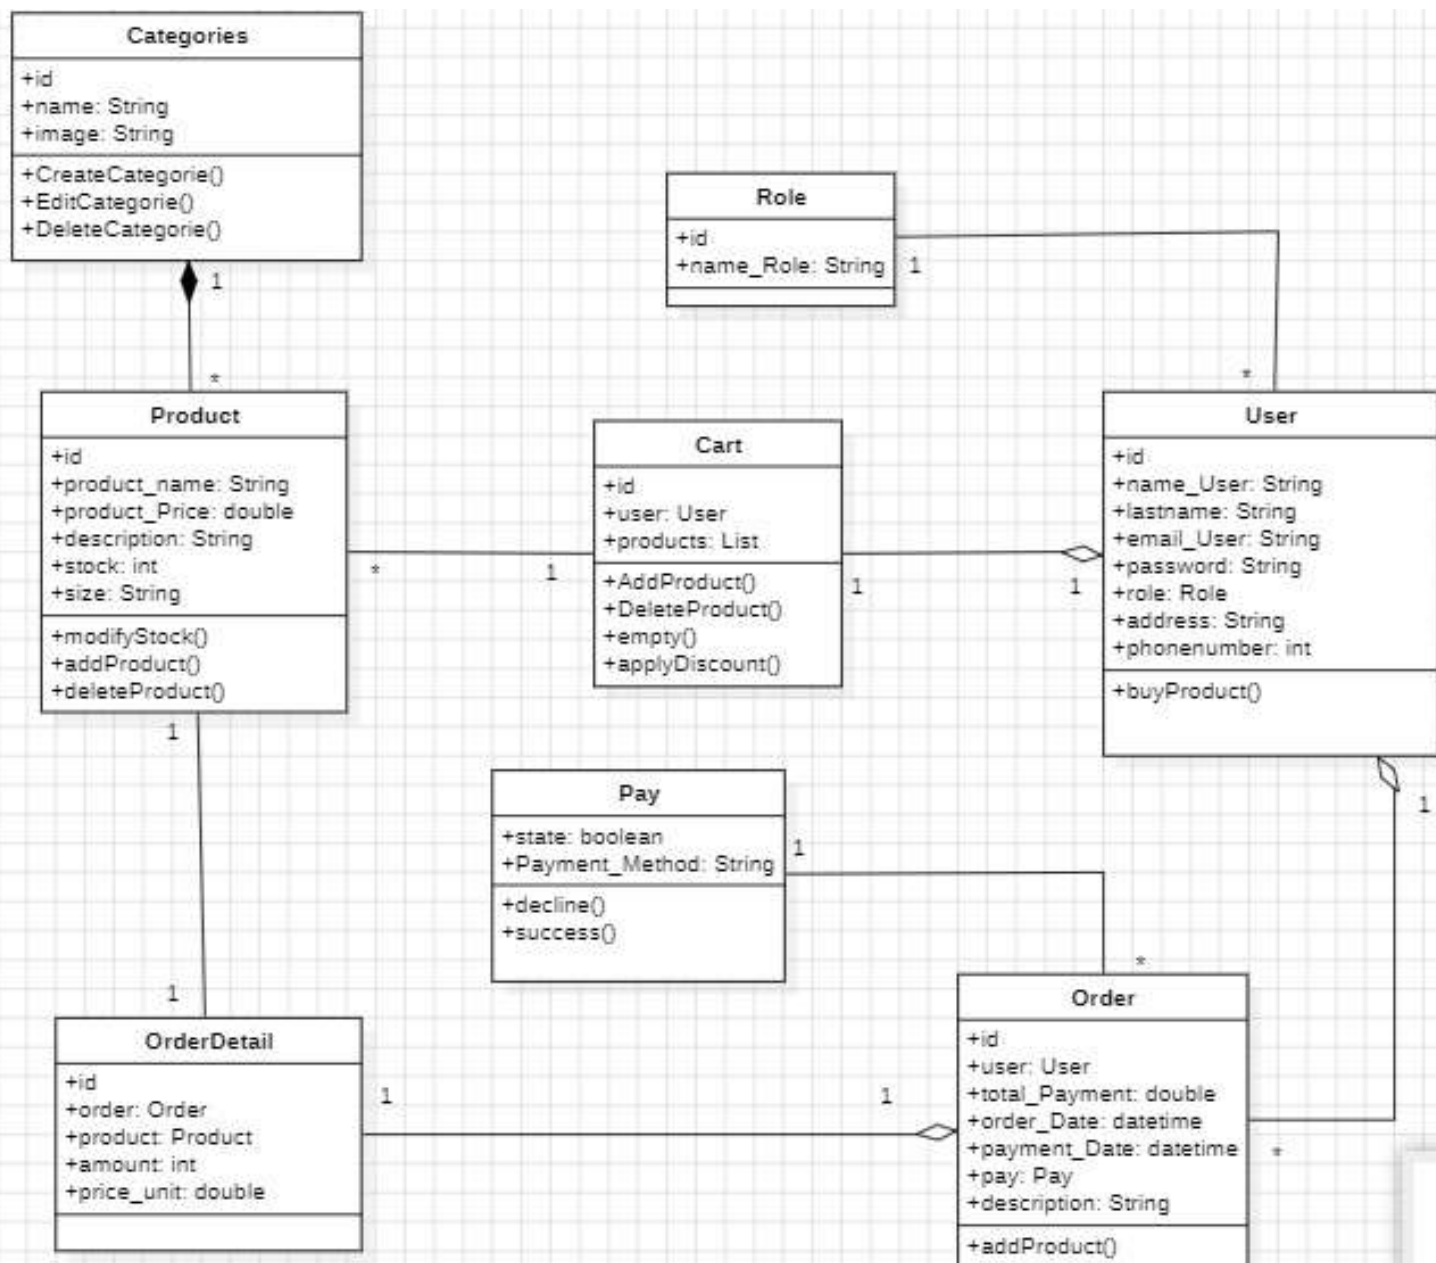 Categories
+id
+name: String
+image: String
+CreateCategorie()
+EditCategorie()
+DeleteCategorie()
1
*
Role
+id
+name_Role: String
1
*
Product
+id
+product_name: String
+product_Price: double
+description: String
+stock: int
+size: String
+modifyStock()
+addProduct()
+deleteProduct()
*
1
Cart
+id
+user: User
+products: List
+AddProduct()
+DeleteProduct()
+empty()
+applyDiscount()
1
1
User
+id
+name_User: String
+lastname: String
+email_User: String
+password: String
+role: Role
+address: String
+phonenumber: int
+buyProduct()
1
1
1
Pay
+state: boolean
+Payment_Method: String
+decline()
+success()
1
*
OrderDetail
+id
+order: Order
+product: Product
+amount: int
+price_unit: double
1
1
Order
+id
+user: User
+total_Payment: double
+order_Date: datetime
+payment_Date: datetime
+pay: Pay
+description: String
+addProduct()
*